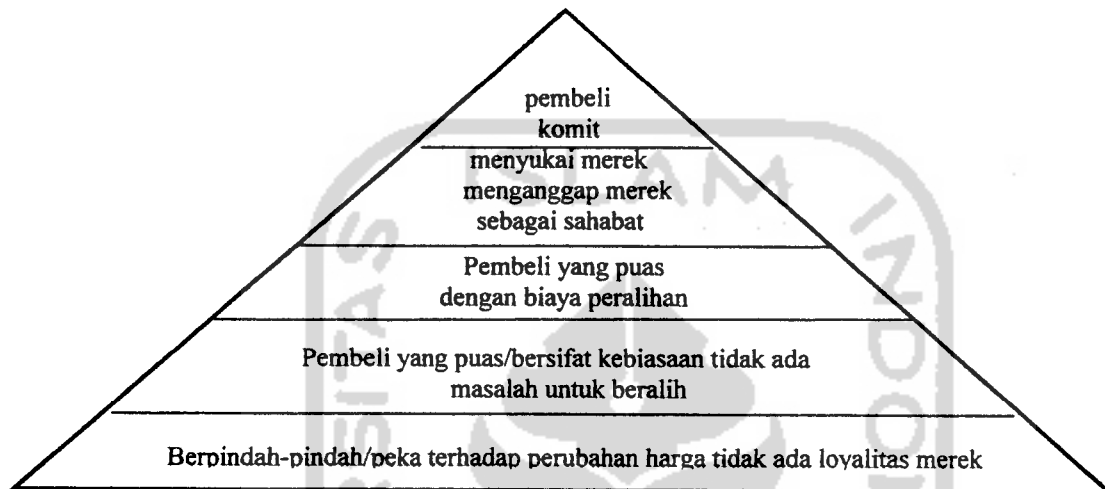 pembeli
komit
menyukai merek
menganggap merek
sebagai sahabat
Pembeli yang puas
dengan biaya peralihan
Pembeli yang puas/bersifat kebiasaan tidak ada
masalah untuk beralih
Berpindah-pindah/peka terhadap perubahan harga tidak ada loyalitas merek
ISLAM